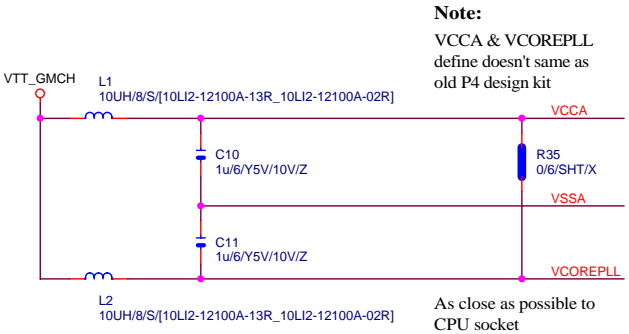 Note:
VCCA & VCOREPLL
define doesn't same as
old P4 design kit
VTT_GMCH
L1
10UH/8/S/[10LI2-12100A-13R_10LI2-12100A-02R]
VCCA
C10
1u/6/Y5V/10V/Z
R35
0/6/SHT/X
VSSA
C11
1u/6/Y5V/10V/Z
VCOREPLL
L2
10UH/8/S/[10LI2-12100A-13R_10LI2-12100A-02R]
As close as possible to
CPU socket